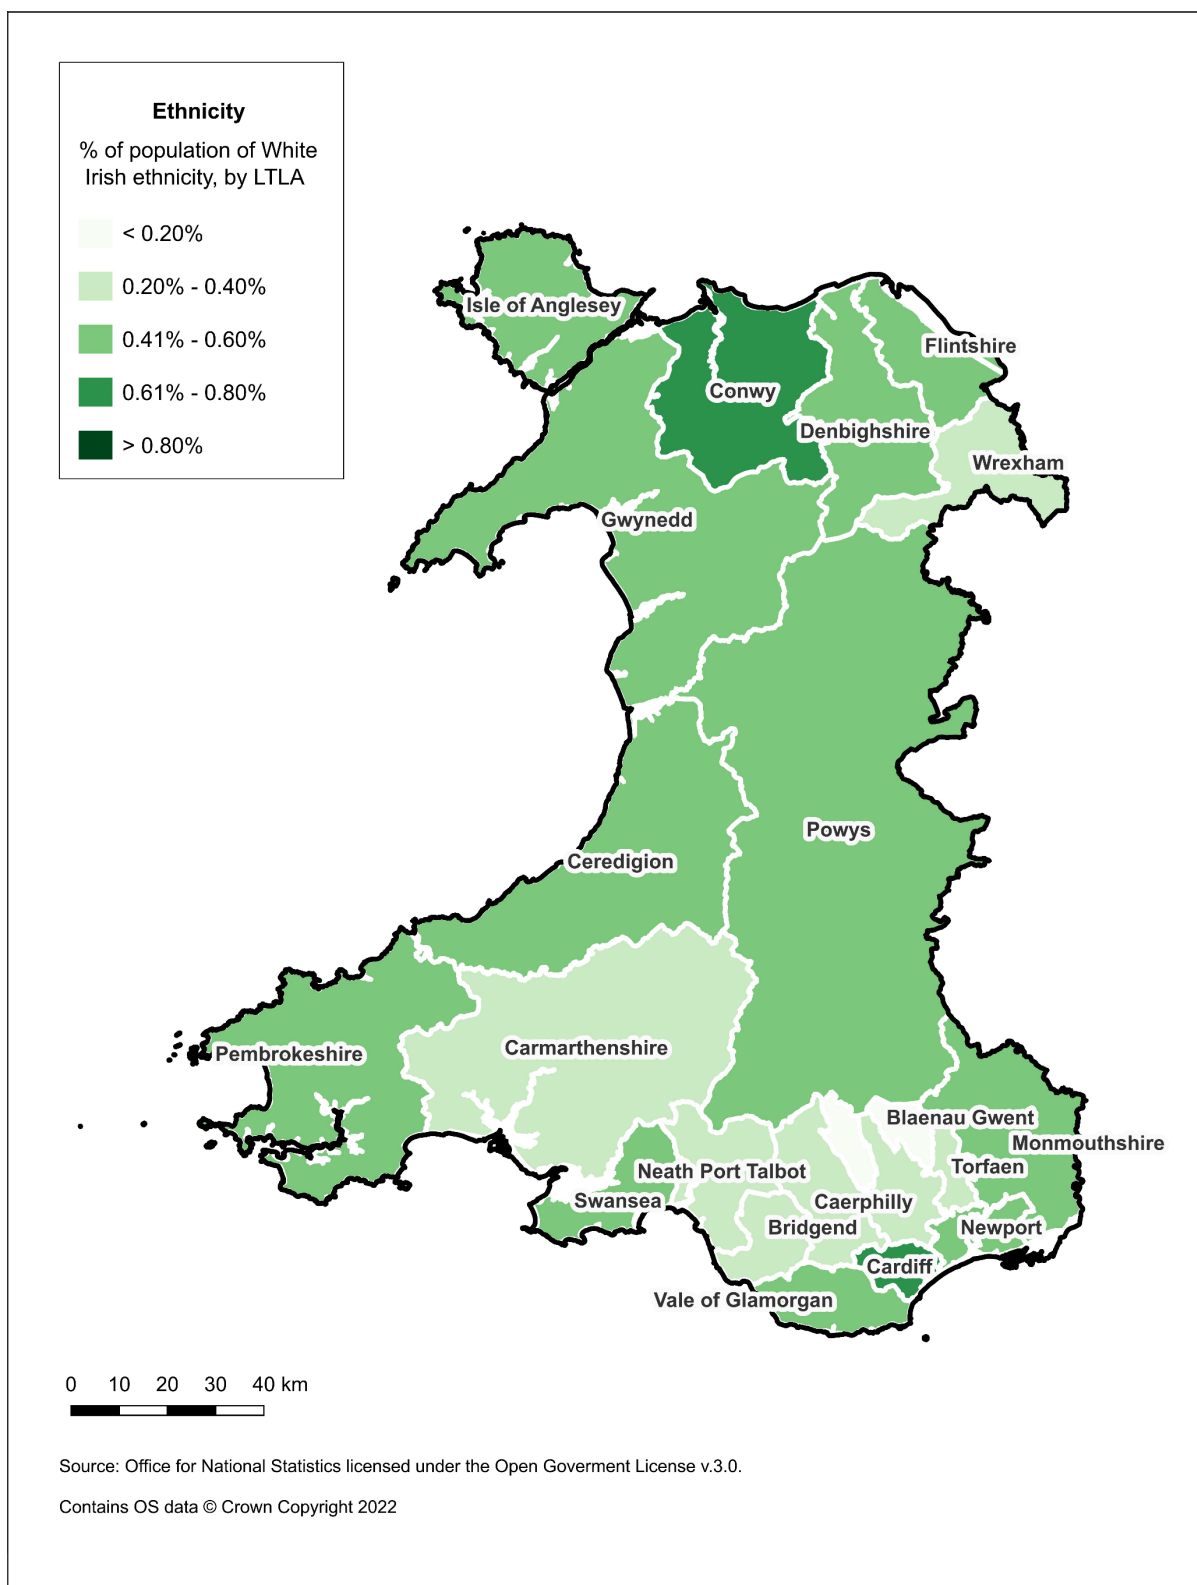 Ethnicity
% of population of White
Irish ethnicity, by LTLA
< 0.20%
0.20% - 0.40%
0.41% - 0.60%
0.61% - 0.80%
> 0.80%
Isle of Anglesey
Flintshire
Conwy
Denbighshire
Wrexham
Gwynedd
Powys
Ceredigion
Carmarthenshire
Pembrokeshire
Blaenau Gwent
Monmouthshire
Torfaen
Neath Port Talbot
Swansea
Caerphilly
Bridgend
Newport
Cardiff
Vale of Glamorgan
0 10 20 30 40 km
Source: Office for National Statistics licensed under the Open Goverment License v.3.0.
Contains OS data © Crown Copyright 2022